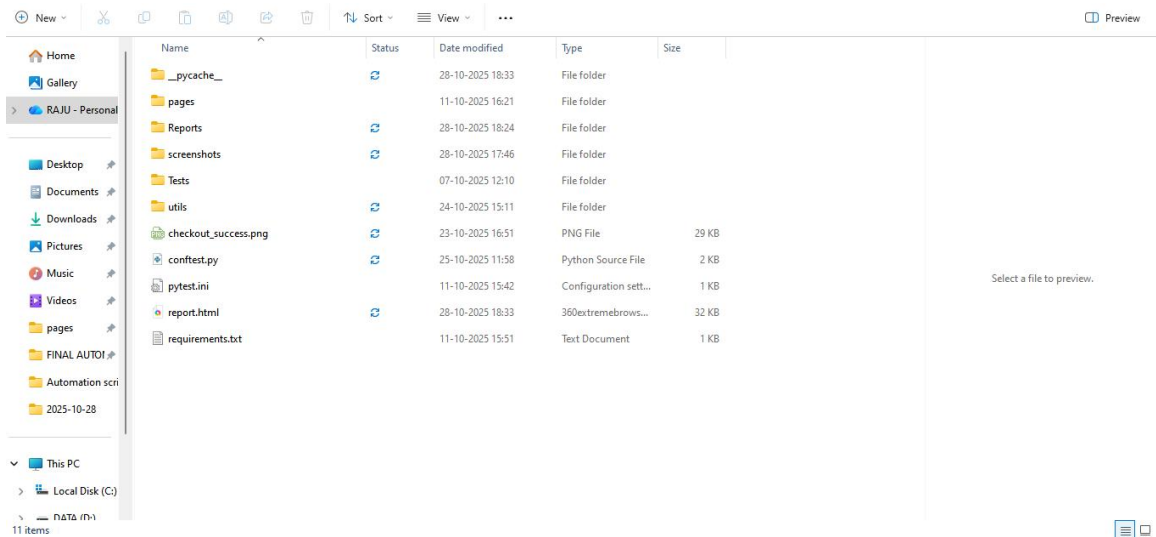 New Sort View ... Preview
Home
Gallery
RAJU - Personal
Desktop
Documents
Downloads
Pictures
Music
Videos
pages
FINAL AUTOI
Automation scri
2025-10-28
This PC
Local Disk (C:)
DATA (D:)
Name Status Date modified Type Size
__pycache__ 28-10-2025 18:33 File folder
pages 11-10-2025 16:21 File folder
Reports 28-10-2025 18:24 File folder
screenshots 28-10-2025 17:46 File folder
Tests 07-10-2025 12:10 File folder
utils 24-10-2025 15:11 File folder
checkout_success.png 23-10-2025 16:51 PNG File 29 KB
conftest.py 25-10-2025 11:58 Python Source File 2 KB
pytest.ini 11-10-2025 15:42 Configuration sett... 1 KB
report.html 28-10-2025 18:33 360extremebrows... 32 KB
requirements.txt 11-10-2025 15:51 Text Document 1 KB
Select a file to preview.
11 items